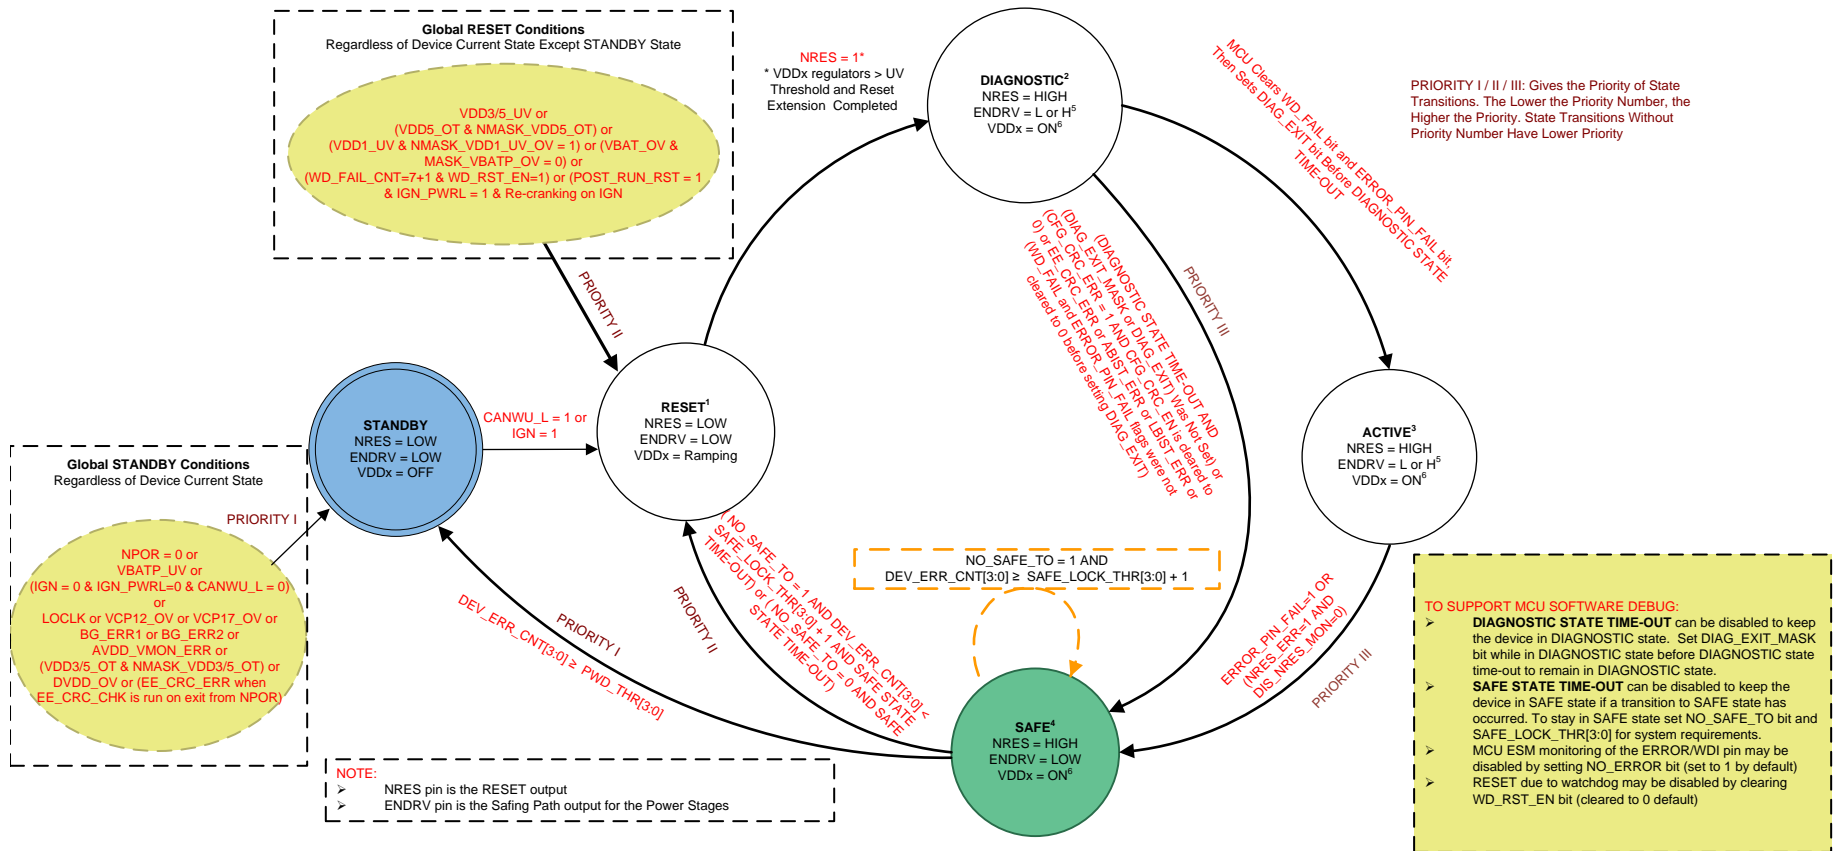 Global RESET Conditions
Regardless of Device Current State Except STANDBY State
VDD3/5_UV or
(VDD5_OT & NMASK_VDD5_OT) or
(VDD1_UV & NMASK_VDD1_UV_OV = 1) or (VBAT_OV &
MASK_VBATP_OV = 0) or
(WD_FAIL_CNT=7+1 & WD_RST_EN=1) or (POST_RUN_RST = 1
& IGN_PWRL = 1 & Re-cranking on IGN
PRIORITY II
NRES = 1*
* VDDx regulators > UV
Threshold and Reset
Extension Completed
DIAGNOSTIC²
NRES = HIGH
ENDRV = L or H⁵
VDDx = ON⁶
MCU Clears WD_FAIL bit and ERROR_PIN_FAIL bit,
Then Sets DIAG_EXIT bit Before DIAGNOSTIC STATE
TIME-OUT
PRIORITY I / II / III: Gives the Priority of State
Transitions. The Lower the Priority Number, the
Higher the Priority. State Transitions Without
Priority Number Have Lower Priority
(DIAGNOSTIC STATE TIME-OUT AND
(DIAG_EXIT_MASK or DIAG_EXIT) Was Not Set) or
(CFG_CRC_ERR = 1 AND CFG_CRC_EN is cleared to
0) or EE_CRC_ERR or ABIST_ERR or LBIST_ERR or
(WD_FAIL and ERROR_PIN_FAIL flags were not
cleared to 0 before setting DIAG_EXIT)
PRIORITY III
STANDBY
NRES = LOW
ENDRV = LOW
VDDx = OFF
CANWU_L = 1 or
IGN = 1
RESET¹
NRES = LOW
ENDRV = LOW
VDDx = Ramping
ACTIVE³
NRES = HIGH
ENDRV = L or H⁵
VDDx = ON⁶
Global STANDBY Conditions
Regardless of Device Current State
PRIORITY I
NPOR = 0 or
VBATP_UV or
(IGN = 0 & IGN_PWRL=0 & CANWU_L = 0)
or
LOCLK or VCP12_OV or VCP17_OV or
BG_ERR1 or BG_ERR2 or
AVDD_VMON_ERR or
(VDD3/5_OT & NMASK_VDD3/5_OT) or
DVDD_OV or (EE_CRC_ERR when
EE_CRC_CHK is run on exit from NPOR)
PRIORITY I
DEV_ERR_CNT[3:0] ≥ PWD_THR[3:0]
PRIORITY II
( NO_SAFE_TO = 1 AND DEV_ERR_CNT[3:0] <
SAFE_LOCK_THR[3:0] + 1 AND SAFE STATE
TIME-OUT) or ( NO_SAFE_TO = 0 AND SAFE
STATE TIME-OUT)
NO_SAFE_TO = 1 AND
DEV_ERR_CNT[3:0] ≥ SAFE_LOCK_THR[3:0] + 1
ERROR_PIN_FAIL=1 OR
(NRES_ERR=1 AND
DIS_NRES_MON=0)
PRIORITY III
SAFE⁴
NRES = HIGH
ENDRV = LOW
VDDx = ON⁶
NOTE:
➢ NRES pin is the RESET output
➢ ENDRV pin is the Safing Path output for the Power Stages
TO SUPPORT MCU SOFTWARE DEBUG:
➢ DIAGNOSTIC STATE TIME-OUT can be disabled to keep
the device in DIAGNOSTIC state. Set DIAG_EXIT_MASK
bit while in DIAGNOSTIC state before DIAGNOSTIC state
time-out to remain in DIAGNOSTIC state.
➢ SAFE STATE TIME-OUT can be disabled to keep the
device in SAFE state if a transition to SAFE state has
occurred. To stay in SAFE state set NO_SAFE_TO bit and
SAFE_LOCK_THR[3:0] for system requirements.
➢ MCU ESM monitoring of the ERROR/WDI pin may be
disabled by setting NO_ERROR bit (set to 1 by default)
➢ RESET due to watchdog may be disabled by clearing
WD_RST_EN bit (cleared to 0 default)